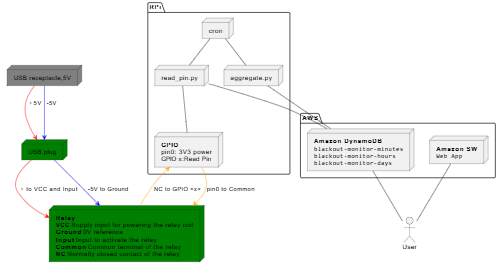 RPi
cron
USB receptacle,5V
read_pin.py
aggregate.py
+5V
-5V
AWS
GPIO
pin0: 3V3 power
GPIO x:Read Pin
Amazon DynamoDB
blackout-monitor-minutes
blackout-monitor-hours
blackout-monitor-days
Amazon SW
Web App
USB plug
+ to VCC and Input
-5V to Ground
NC to GPIO <x>
pin0 to Common
Relay
VCC Supply input for powering the relay coil
Ground 0V reference
Input Input to activate the relay
Common Common terminal of the relay
NC Normally closed contact of the relay
User